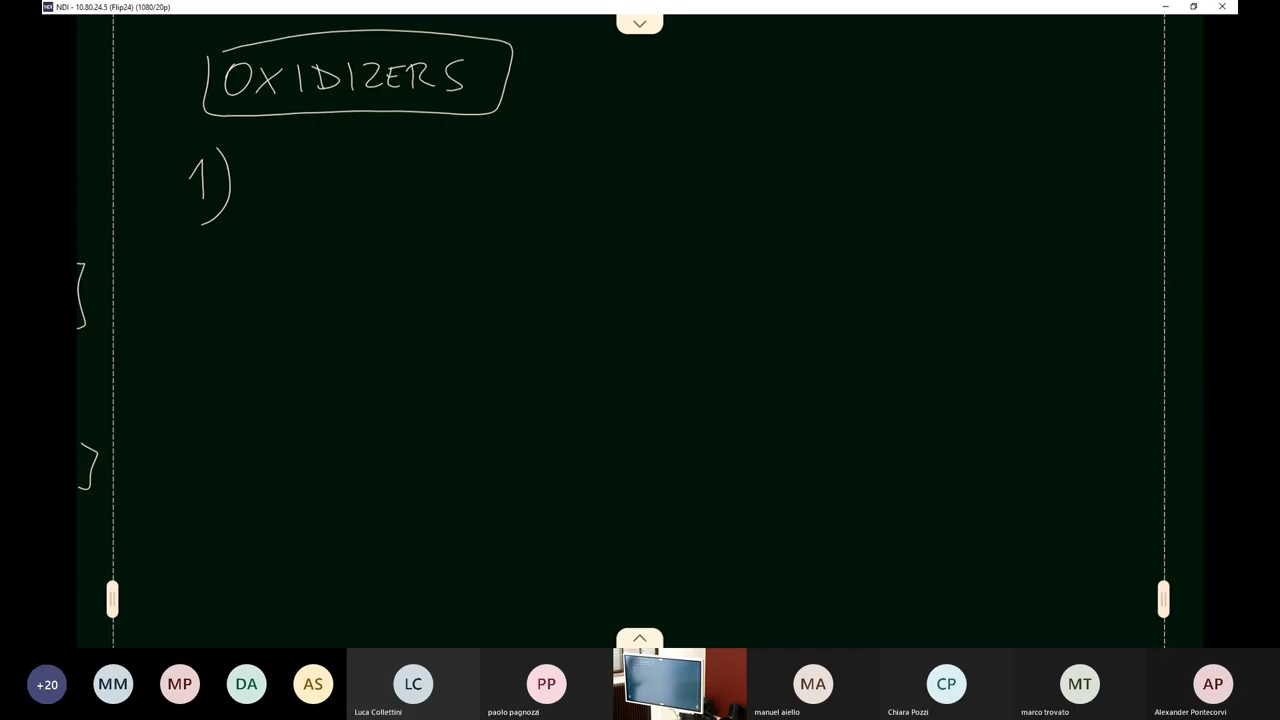 NDI - 10.80.24.5 (Flip24) (1080/20p)
OXIDIZERS
1)
+20
MM
MP
DA
AS
LC
Luca Collettini
PP
paolo pagnozzi
MA
manuel aiello
CP
Chiara Pozzi
MT
marco trovato
AP
Alexander Pontecorvi